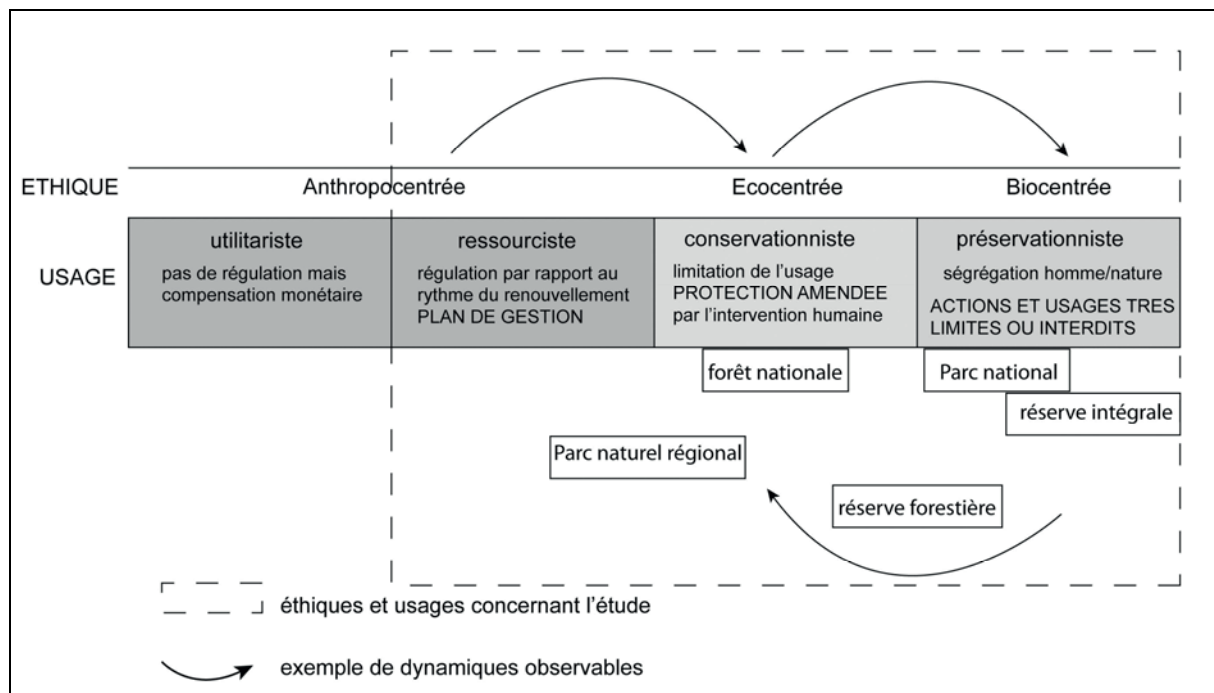 ETHIQUE
Anthropocentrée
Ecocentrée
Biocentrée
USAGE
utilitariste
pas de régulation mais
compensation monétaire
ressourciste
régulation par rapport au
rythme du renouvellement
PLAN DE GESTION
conservationniste
limitation de l'usage
PROTECTION AMENDEE
par l'intervention humaine
préservationniste
ségrégation homme/nature
ACTIONS ET USAGES TRES
LIMITES OU INTERDITS
forêt nationale
Parc national
réserve intégrale
Parc naturel régional
réserve forestière
éthiques et usages concernant l'étude
exemple de dynamiques observables